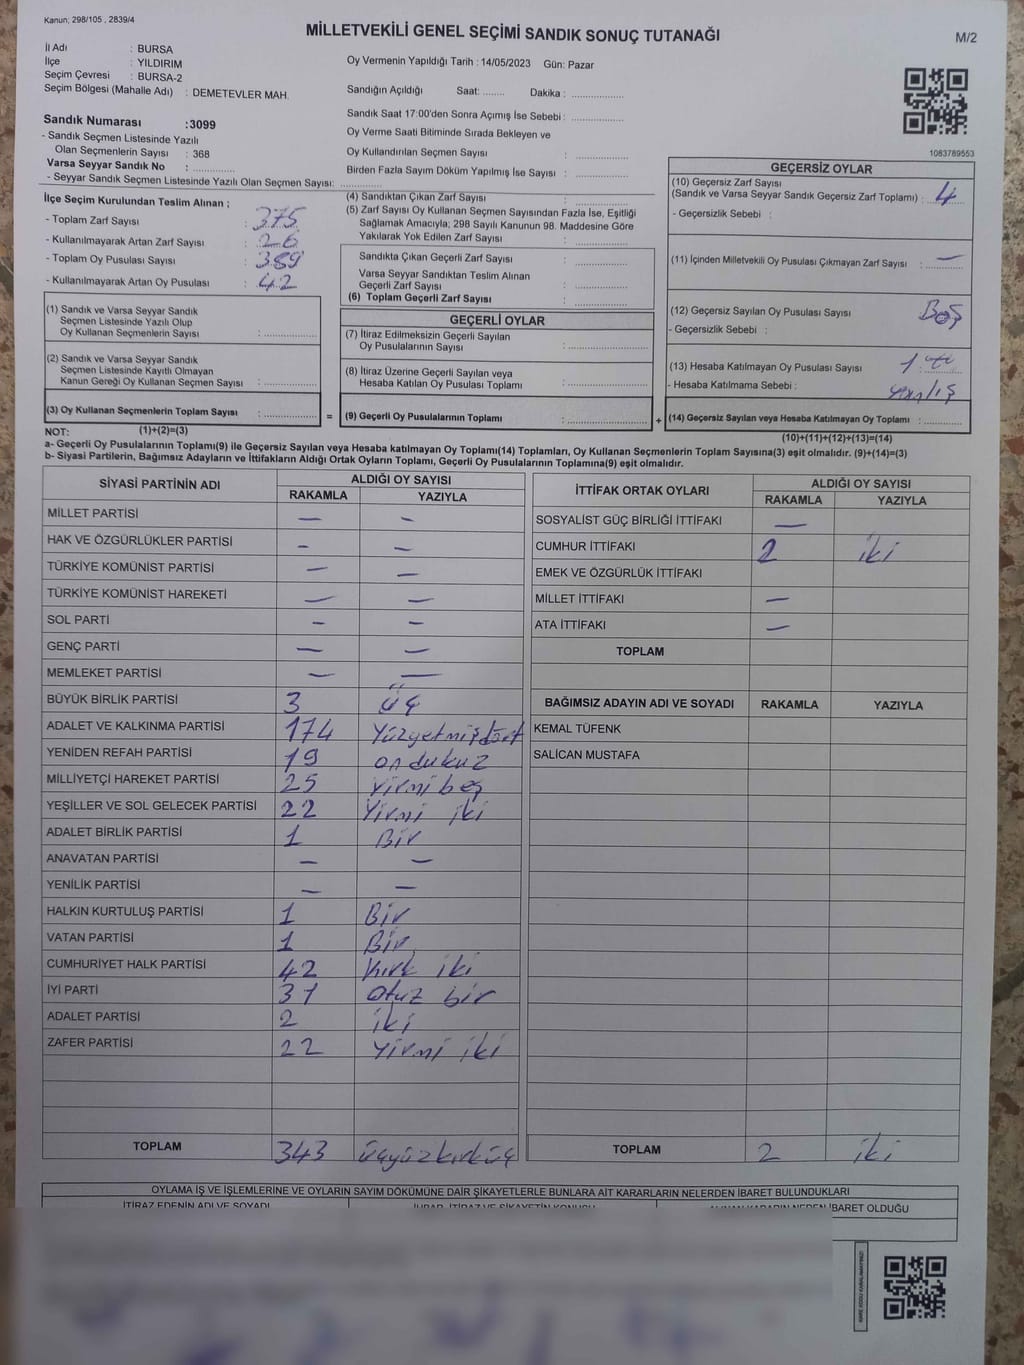 Kanun: 298/105 , 2839/4
MİLLETVEKİLİ GENEL SEÇİMİ SANDIK SONUÇ TUTANAĞI
M/2
İl Adı : BURSA
İlçe : YILDIRIM
Seçim Çevresi : BURSA-2
Seçim Bölgesi (Mahalle Adı) : DEMETEVLER MAH.
Oy Vermenin Yapıldığı Tarih : 14/05/2023 Gün: Pazar
Sandığın Açıldığı Saat: ........ Dakika : ....................
Sandık Saat 17:00'den Sonra Açımış İse Sebebi : ....................
Oy Verme Saati Bitiminde Sırada Bekleyen ve
Oy Kullandırılan Seçmen Sayısı : ....................
Birden Fazla Sayım Döküm Yapılmış İse Sayısı : ....................
1083789553
Sandık Numarası :3099
- Sandık Seçmen Listesinde Yazılı
Olan Seçmenlerin Sayısı : 368
Varsa Seyyar Sandık No : ....................
- Seyyar Sandık Seçmen Listesinde Yazılı Olan Seçmen Sayısı: ....................
İlçe Seçim Kurulundan Teslim Alınan ;
- Toplam Zarf Sayısı : 375
- Kullanılmayarak Artan Zarf Sayısı : 26
- Toplam Oy Pusulası Sayısı : 389
- Kullanılmayarak Artan Oy Pusulası : 42
(1) Sandık ve Varsa Seyyar Sandık
Seçmen Listesinde Yazılı Olup
Oy Kullanan Seçmenlerin Sayısı : ....................
(2) Sandık ve Varsa Seyyar Sandık
Seçmen Listesinde Kayıtlı Olmayan
Kanun Gereği Oy Kullanan Seçmen Sayısı : ....................
(3) Oy Kullanan Seçmenlerin Toplam Sayısı : ....................
(4) Sandıktan Çıkan Zarf Sayısı : ....................
(5) Zarf Sayısı Oy Kullanan Seçmen Sayısından Fazla İse, Eşitliği
Sağlamak Amacıyla; 298 Sayılı Kanunun 98. Maddesine Göre
Yakılarak Yok Edilen Zarf Sayısı : ....................
Sandıkta Çıkan Geçerli Zarf Sayısı : ....................
Varsa Seyyar Sandıktan Teslim Alınan
Geçerli Zarf Sayısı : ....................
(6) Toplam Geçerli Zarf Sayısı : ....................
GEÇERLİ OYLAR
(7) İtiraz Edilmeksizin Geçerli Sayılan
Oy Pusulalarının Sayısı : ....................
(8) İtiraz Üzerine Geçerli Sayılan veya
Hesaba Katılan Oy Pusulası Toplamı : ....................
= (9) Geçerli Oy Pusulalarının Toplamı : ....................
GEÇERSİZ OYLAR
(10) Geçersiz Zarf Sayısı
(Sandık ve Varsa Seyyar Sandık Geçersiz Zarf Toplamı) : 4
- Geçersizlik Sebebi :
(11) İçinden Milletvekili Oy Pusulası Çıkmayan Zarf Sayısı : —
(12) Geçersiz Sayılan Oy Pusulası Sayısı : Boş
- Geçersizlik Sebebi :
(13) Hesaba Katılmayan Oy Pusulası Sayısı : 1
- Hesaba Katılmama Sebebi : yanlış
+ (14) Geçersiz Sayılan veya Hesaba Katılmayan Oy Toplamı : ....................
NOT: (1)+(2)=(3)
(10)+(11)+(12)+(13)=(14)
a- Geçerli Oy Pusulalarının Toplamı(9) ile Geçersiz Sayılan veya Hesaba katılmayan Oy Toplamı(14) Toplamları, Oy Kullanan Seçmenlerin Toplam Sayısına(3) eşit olmalıdır. (9)+(14)=(3)
b- Siyasi Partilerin, Bağımsız Adayların ve İttifakların Aldığı Ortak Oyların Toplamı, Geçerli Oy Pusulalarının Toplamına(9) eşit olmalıdır.
SİYASİ PARTİNİN ADI ALDIĞI OY SAYISI
RAKAMLA YAZIYLA
MİLLET PARTİSİ — —
HAK VE ÖZGÜRLÜKLER PARTİSİ — —
TÜRKİYE KOMÜNİST PARTİSİ — —
TÜRKİYE KOMÜNİST HAREKETİ — —
SOL PARTİ — —
GENÇ PARTİ — —
MEMLEKET PARTİSİ — —
BÜYÜK BİRLİK PARTİSİ 3 üç
ADALET VE KALKINMA PARTİSİ 174 Yüzyetmişdört
YENİDEN REFAH PARTİSİ 19 on dukuz
MİLLİYETÇİ HAREKET PARTİSİ 25 yirmi beş
YEŞİLLER VE SOL GELECEK PARTİSİ 22 Yirmi iki
ADALET BİRLİK PARTİSİ 1 Bir
ANAVATAN PARTİSİ — —
YENİLİK PARTİSİ — —
HALKIN KURTULUŞ PARTİSİ 1 Bir
VATAN PARTİSİ 1 Bir
CUMHURİYET HALK PARTİSİ 42 kırk iki
İYİ PARTİ 31 otuz bir
ADALET PARTİSİ 2 iki
ZAFER PARTİSİ 22 yirmi iki
TOPLAM 343 üçyüzkırküç
İTTİFAK ORTAK OYLARI ALDIĞI OY SAYISI
RAKAMLA YAZIYLA
SOSYALİST GÜÇ BİRLİĞİ İTTİFAKI —
CUMHUR İTTİFAKI 2 iki
EMEK VE ÖZGÜRLÜK İTTİFAKI
MİLLET İTTİFAKI —
ATA İTTİFAKI —
TOPLAM
BAĞIMSIZ ADAYIN ADI VE SOYADI RAKAMLA YAZIYLA
KEMAL TÜFENK
SALİCAN MUSTAFA
TOPLAM 2 iki
OYLAMA İŞ VE İŞLEMLERİNE VE OYLARIN SAYIM DÖKÜMÜNE DAİR ŞİKAYETLERLE BUNLARA AİT KARARLARIN NELERDEN İBARET BULUNDUKLARI
İTİRAZ EDENİN ADI VE SOYADI İBARET OLDUĞU